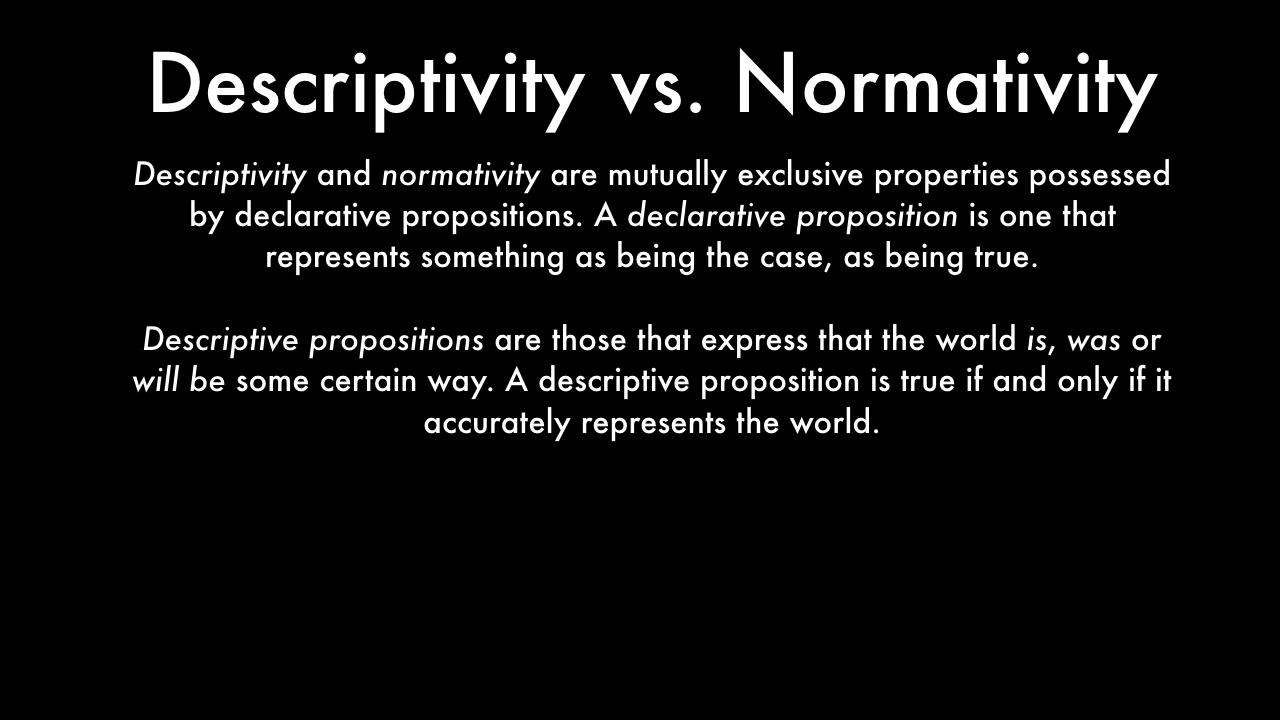 Descriptivity vs. Normativity
Descriptivity and normativity are mutually exclusive properties possessed
by declarative propositions. A declarative proposition is one that
represents something as being the case, as being true.
Descriptive propositions are those that express that the world is, was or
will be some certain way. A descriptive proposition is true if and only if it
accurately represents the world.